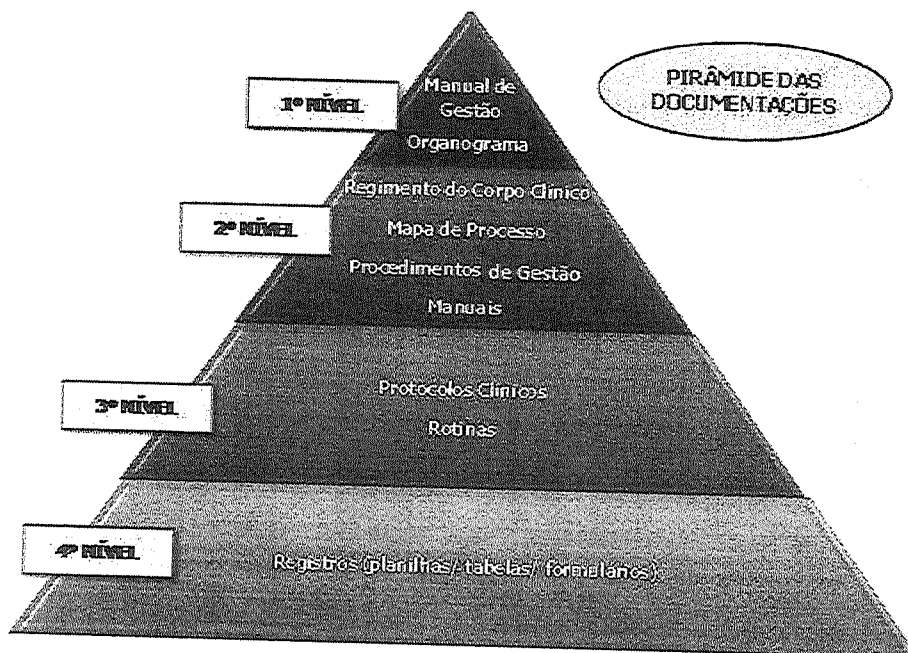 PIRÂMIDE DAS
DOCUMENTAÇÕES
1º NÍVEL
Manual de
Gestão
Organograma
2º NÍVEL
Regimento do Corpo Clínico
Mapa de Processo
Procedimentos de Gestão
Manuais
3º NÍVEL
Protocolos Clínicos
Rotinas
4º NÍVEL
Registros (planilhas/ tabelas/ formulários)